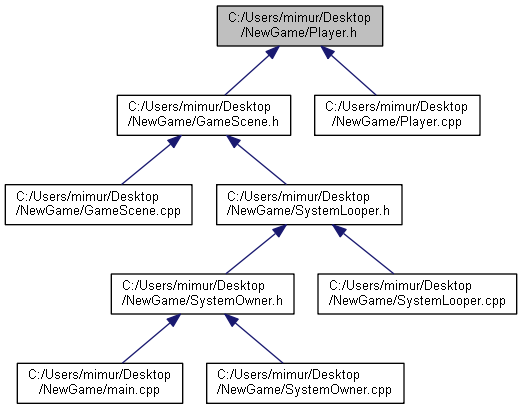 C:/Users/mimur/Desktop
/NewGame/Player.h
C:/Users/mimur/Desktop
/NewGame/GameScene.h
C:/Users/mimur/Desktop
/NewGame/Player.cpp
C:/Users/mimur/Desktop
/NewGame/GameScene.cpp
C:/Users/mimur/Desktop
/NewGame/SystemLooper.h
C:/Users/mimur/Desktop
/NewGame/SystemOwner.h
C:/Users/mimur/Desktop
/NewGame/SystemLooper.cpp
C:/Users/mimur/Desktop
/NewGame/main.cpp
C:/Users/mimur/Desktop
/NewGame/SystemOwner.cpp